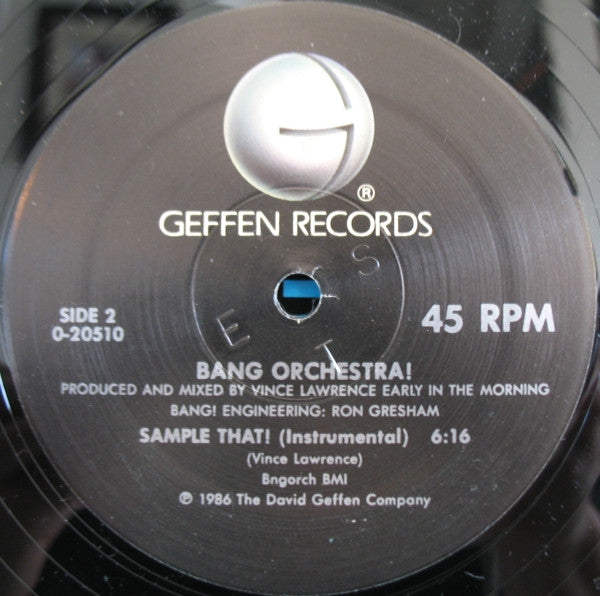 ®
GEFFEN RECORDS
SIDE 2
0-20510
45 RPM
E S T
BANG ORCHESTRA!
PRODUCED AND MIXED BY VINCE LAWRENCE EARLY IN THE MORNING
BANG! ENGINEERING: RON GRESHAM
SAMPLE THAT! (Instrumental) 6:16
(Vince Lawrence)
Bngorch BMI
℗ 1986 The David Geffen Company